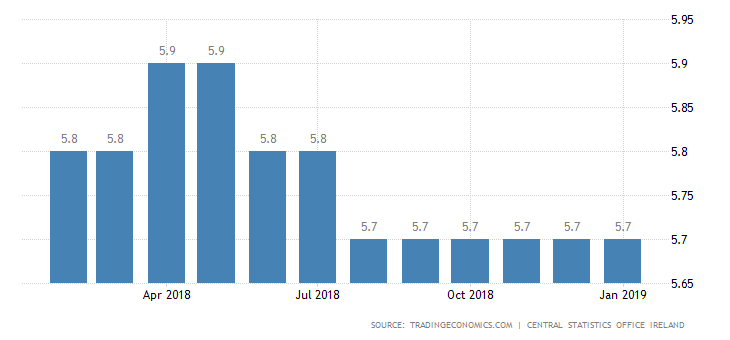 5.95
5.9 5.9 5.9
5.85
5.8 5.8 5.8 5.8 5.8
5.75
5.7 5.7 5.7 5.7 5.7 5.7 5.7
5.65
Apr 2018 Jul 2018 Oct 2018 Jan 2019
SOURCE: TRADINGECONOMICS.COM | CENTRAL STATISTICS OFFICE IRELAND